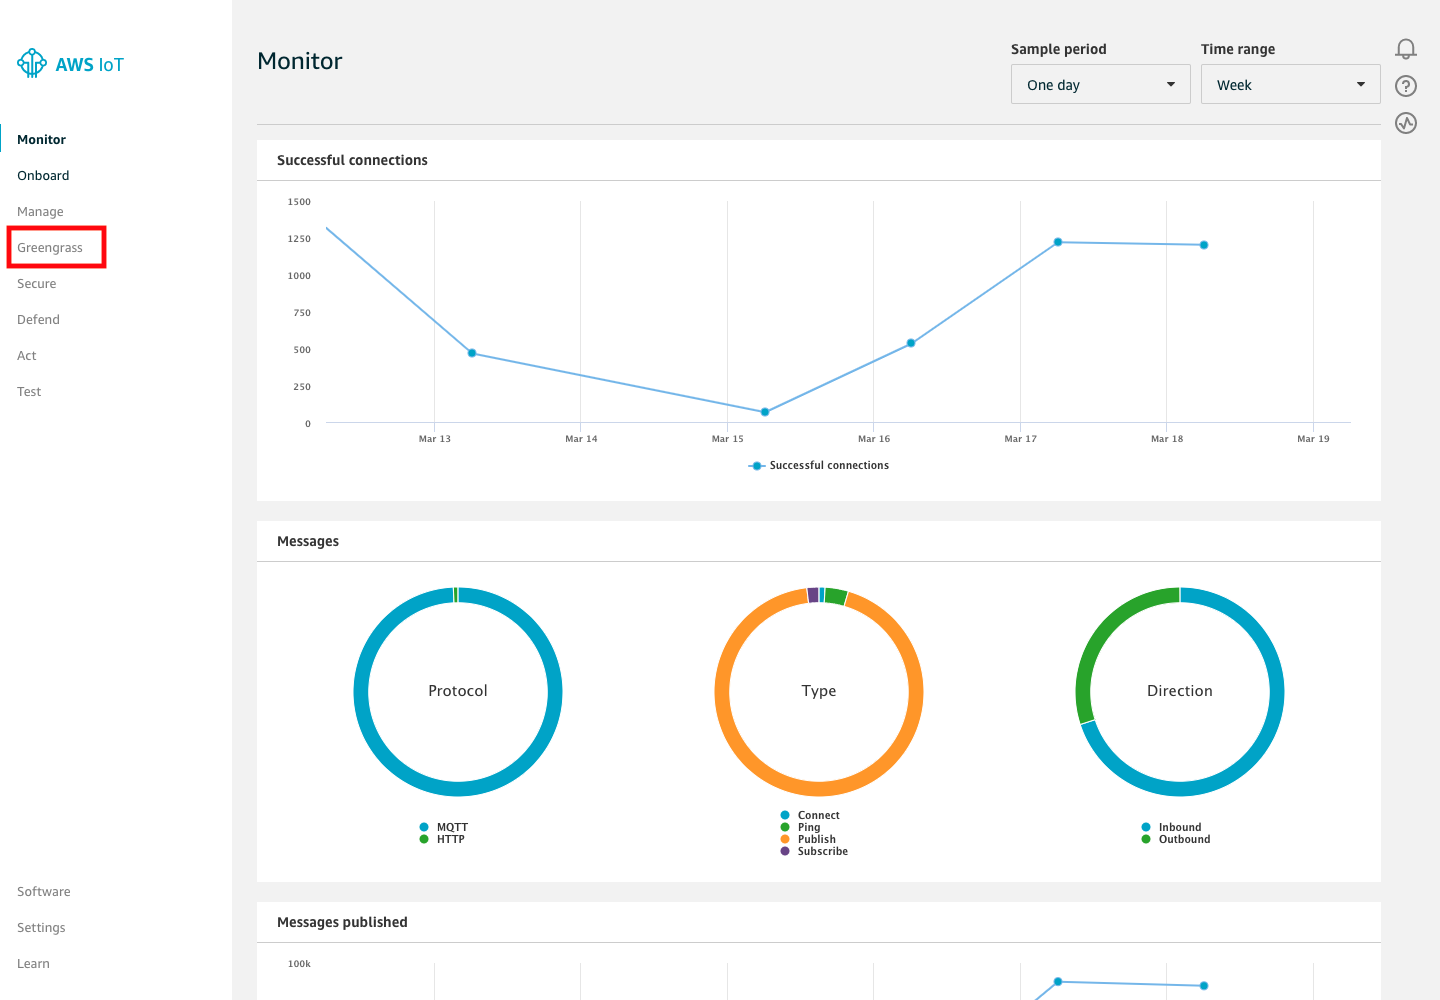 AWS IoT
Monitor
Onboard
Manage
Greengrass
Secure
Defend
Act
Test
Software
Settings
Learn
Monitor
Sample period
One day
Time range
Week
Successful connections
1500
1250
1000
750
500
250
0
Mar 13 Mar 14 Mar 15 Mar 16 Mar 17 Mar 18 Mar 19
Successful connections
Messages
Protocol
MQTT
HTTP
Type
Connect
Ping
Publish
Subscribe
Direction
Inbound
Outbound
Messages published
100k